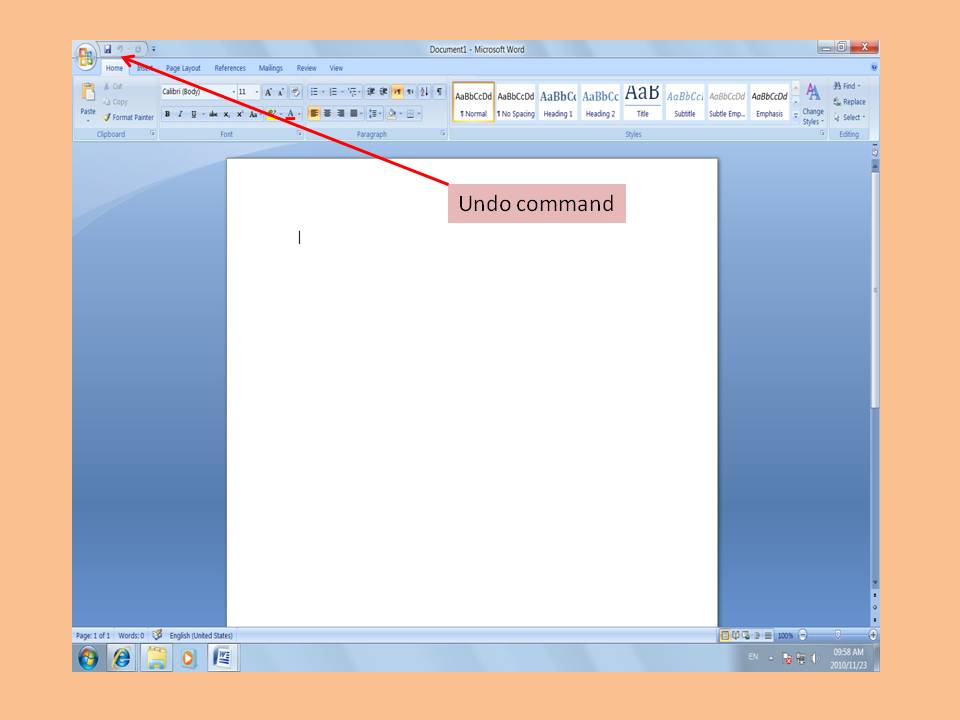 Document1 - Microsoft Word
Home Insert Page Layout References Mailings Review View
Cut
Copy
Paste
Format Painter
Clipboard
Calibri (Body) 11
B I U abc x₂ x² Aa A
Font
Paragraph
AaBbCcDd AaBbCcDd AaBbCc AaBbCc AaB AaBbCc AaBbCcDd AaBbCcDd
¶ Normal ¶ No Spacing Heading 1 Heading 2 Title Subtitle Subtle Emp... Emphasis
Change
Styles
Styles
Find
Replace
Select
Editing
Undo command
Page: 1 of 1 Words: 0 English (United States) 100%
EN
09:58 AM
2010/11/23